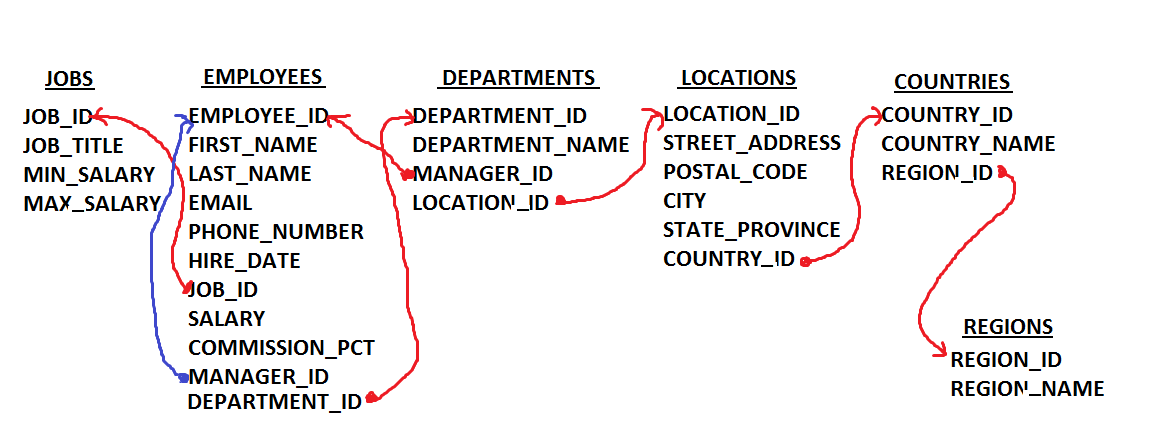 JOBS
JOB_ID
JOB_TITLE
MIN_SALARY
MAX_SALARY
EMPLOYEES
EMPLOYEE_ID
FIRST_NAME
LAST_NAME
EMAIL
PHONE_NUMBER
HIRE_DATE
JOB_ID
SALARY
COMMISSION_PCT
MANAGER_ID
DEPARTMENT_ID
DEPARTMENTS
DEPARTMENT_ID
DEPARTMENT_NAME
MANAGER_ID
LOCATION_ID
LOCATIONS
LOCATION_ID
STREET_ADDRESS
POSTAL_CODE
CITY
STATE_PROVINCE
COUNTRY_ID
COUNTRIES
COUNTRY_ID
COUNTRY_NAME
REGION_ID
REGIONS
REGION_ID
REGION_NAME